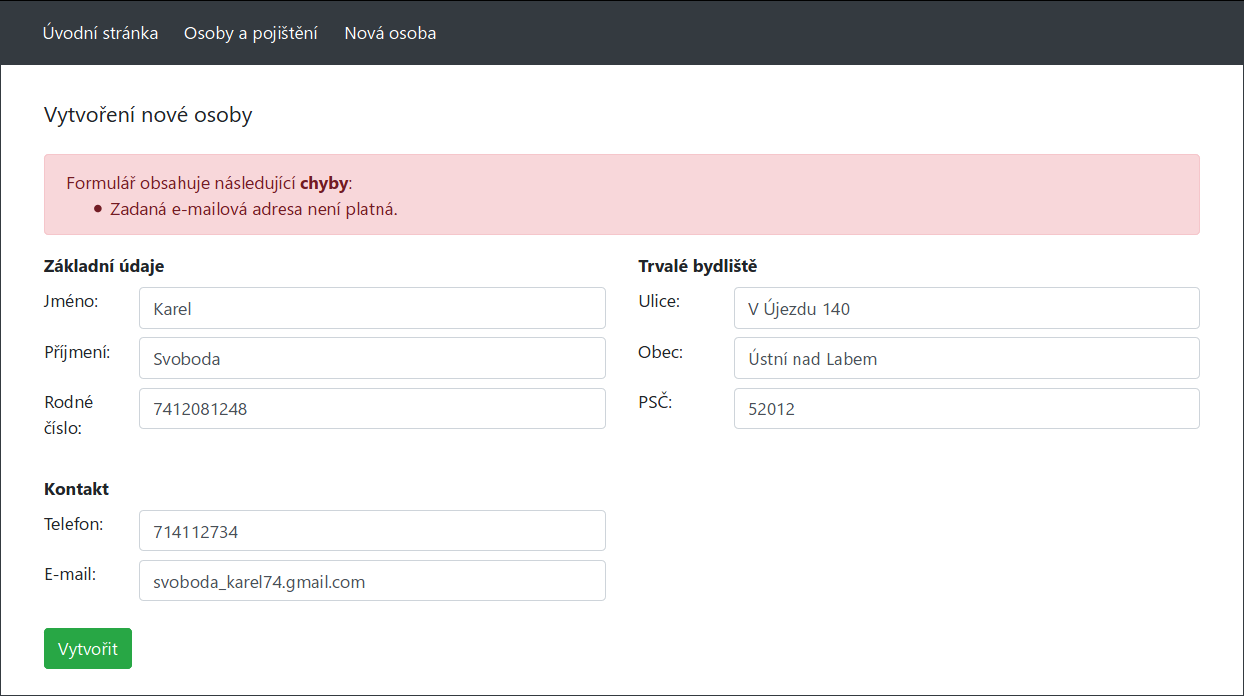 Úvodní stránka Osoby a pojištění Nová osoba
Vytvoření nové osoby
Formulář obsahuje následující chyby:
• Zadaná e-mailová adresa není platná.
Základní údaje
Jméno: Karel
Příjmení: Svoboda
Rodné
číslo: 7412081248
Trvalé bydliště
Ulice: V Újezdu 140
Obec: Ústní nad Labem
PSČ: 52012
Kontakt
Telefon: 714112734
E-mail: svoboda_karel74.gmail.com
Vytvořit